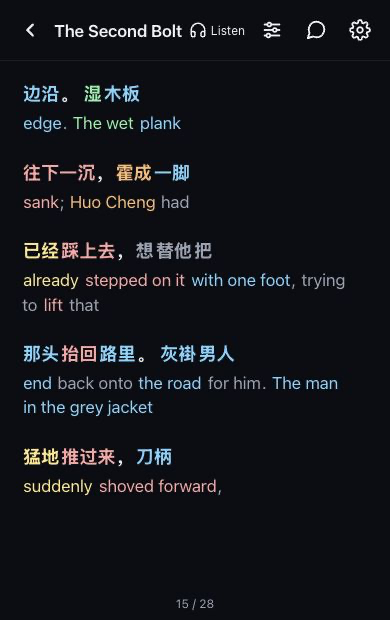 The Second Bolt Listen
边沿。湿木板
edge. The wet plank
往下一沉，霍成一脚
sank; Huo Cheng had
已经踩上去，想替他把
already stepped on it with one foot, trying
to lift that
那头抬回路里。灰褂男人
end back onto the road for him. The man
in the grey jacket
猛地推过来，刀柄
suddenly shoved forward,
15 / 28